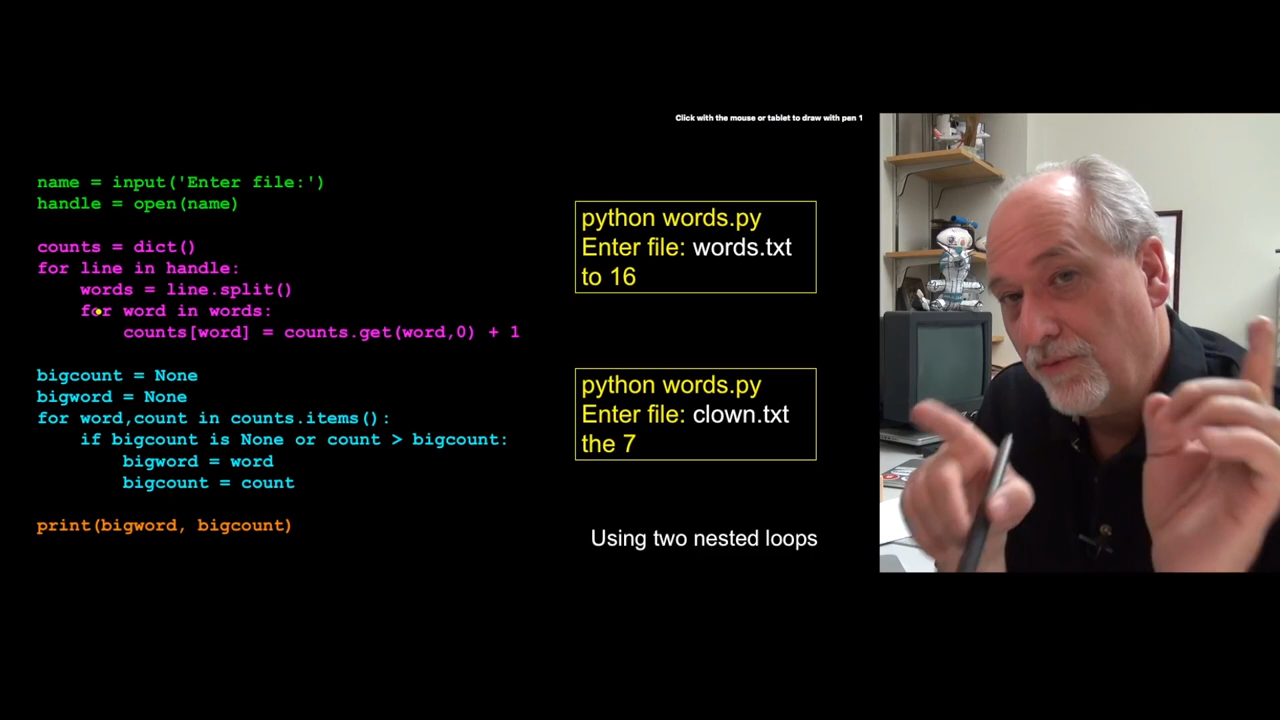 Click with the mouse or tablet to draw with pen 1
name = input('Enter file:')
handle = open(name)
counts = dict()
for line in handle:
    words = line.split()
    for word in words:
        counts[word] = counts.get(word,0) + 1
bigcount = None
bigword = None
for word,count in counts.items():
    if bigcount is None or count > bigcount:
        bigword = word
        bigcount = count
print(bigword, bigcount)
python words.py
Enter file: words.txt
to 16
python words.py
Enter file: clown.txt
the 7
Using two nested loops